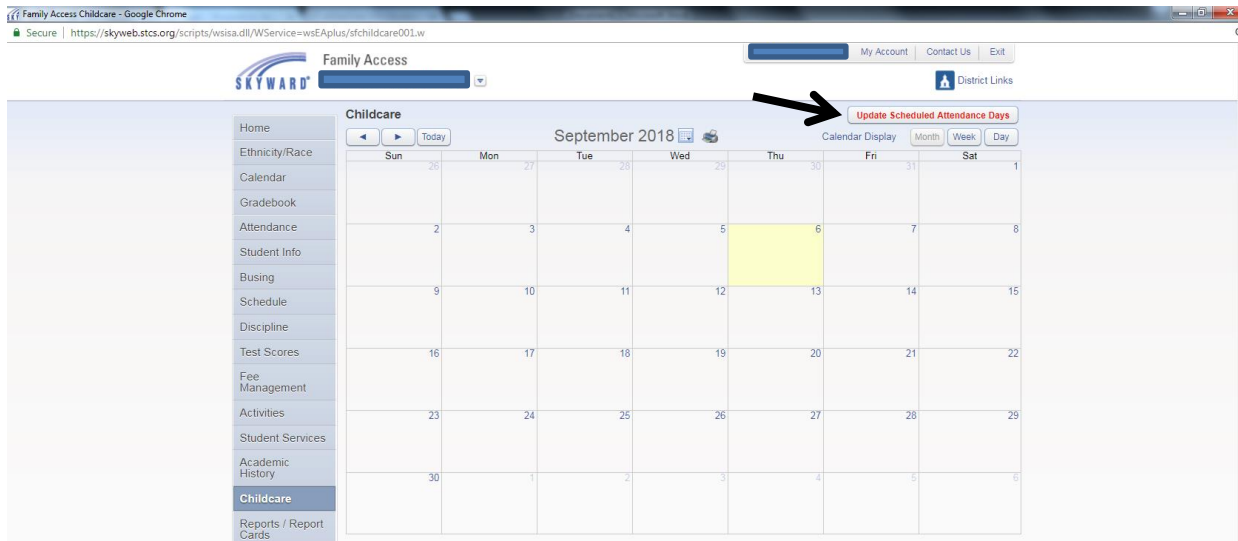 Family Access Childcare - Google Chrome
Secure | https://skyweb.stcs.org/scripts/wsisa.dll/WService=wsEAplus/sfchildcare001.w
SKYWARD®
Family Access
My Account
Contact Us
Exit
District Links
Home
Ethnicity/Race
Calendar
Gradebook
Attendance
Student Info
Busing
Schedule
Discipline
Test Scores
Fee
Management
Activities
Student Services
Academic
History
Childcare
Reports / Report
Cards
Childcare
Update Scheduled Attendance Days
Today
September 2018
Calendar Display
Month
Week
Day
Sun Mon Tue Wed Thu Fri Sat
26 27 28 29 30 31 1
2 3 4 5 6 7 8
9 10 11 12 13 14 15
16 17 18 19 20 21 22
23 24 25 26 27 28 29
30 1 2 3 4 5 6